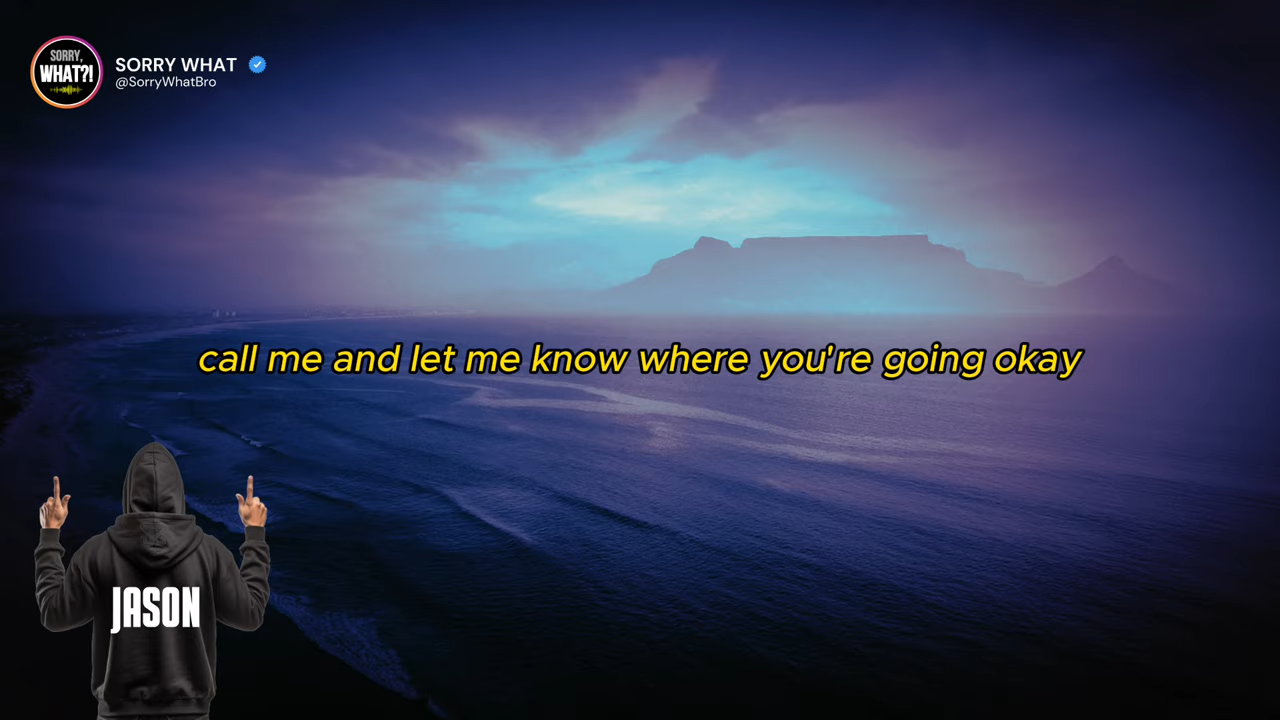 SORRY,
WHAT?!
SORRY WHAT
@SorryWhatBro
call me and let me know where you're going okay
JASON